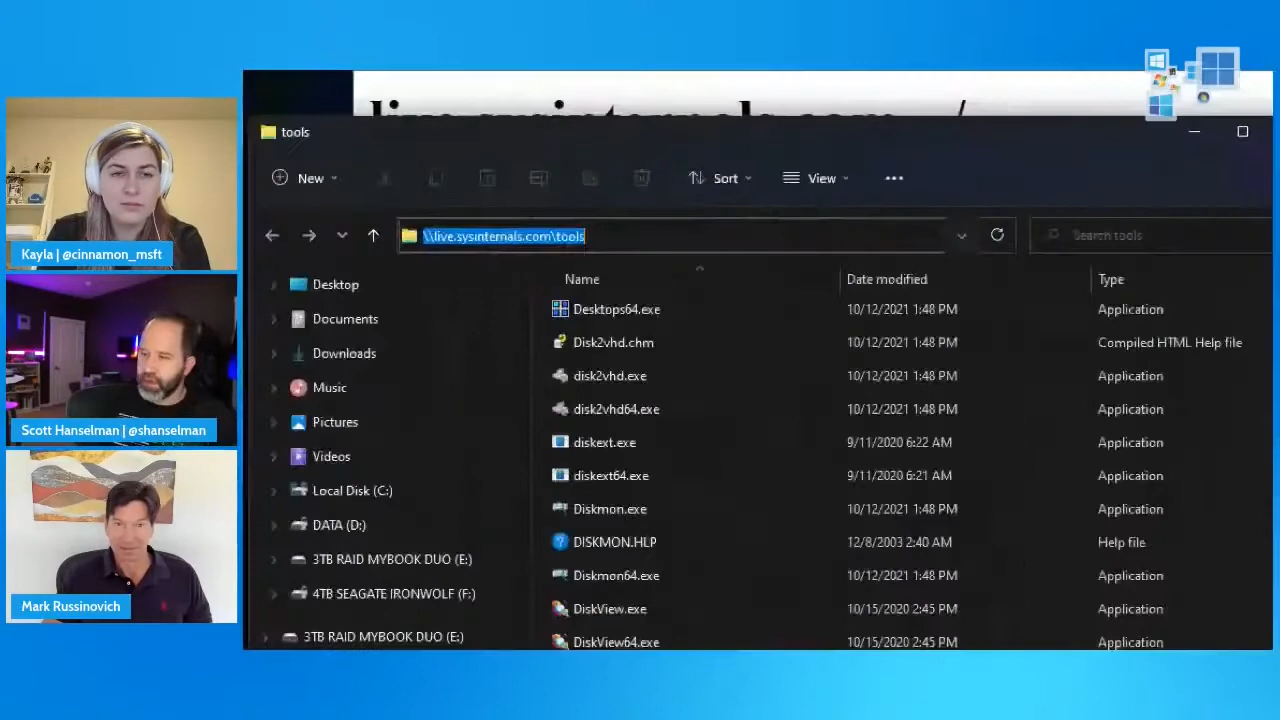 live.sysinternals.com - /
tools
New
Sort
View
\\live.sysinternals.com\tools
Search tools
Name Date modified Type
Desktop
Documents
Downloads
Music
Pictures
Videos
Local Disk (C:)
DATA (D:)
3TB RAID MYBOOK DUO (E:)
4TB SEAGATE IRONWOLF (F:)
3TB RAID MYBOOK DUO (E:)
Desktops64.exe 10/12/2021 1:48 PM Application
Disk2vhd.chm 10/12/2021 1:48 PM Compiled HTML Help file
disk2vhd.exe 10/12/2021 1:48 PM Application
disk2vhd64.exe 10/12/2021 1:48 PM Application
diskext.exe 9/11/2020 6:22 AM Application
diskext64.exe 9/11/2020 6:21 AM Application
Diskmon.exe 10/12/2021 1:48 PM Application
DISKMON.HLP 12/8/2003 2:40 AM Help file
Diskmon64.exe 10/12/2021 1:48 PM Application
DiskView.exe 10/15/2020 2:45 PM Application
DiskView64.exe 10/15/2020 2:45 PM Application
Kayla | @cinnamon_msft
Scott Hanselman | @shanselman
Mark Russinovich